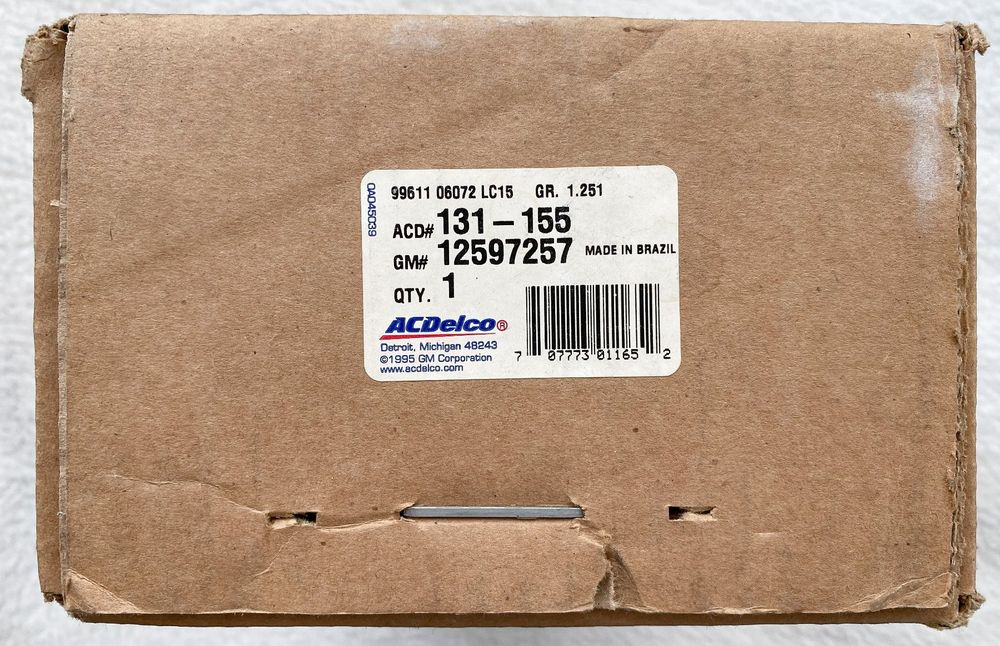 99611 06072 LC15 GR. 1.251
QAD45039
ACD# 131-155
GM# 12597257 MADE IN BRAZIL
QTY. 1
ACDelco®
Detroit, Michigan 48243
©1995 GM Corporation
www.acdelco.com
7 07773 01165 2